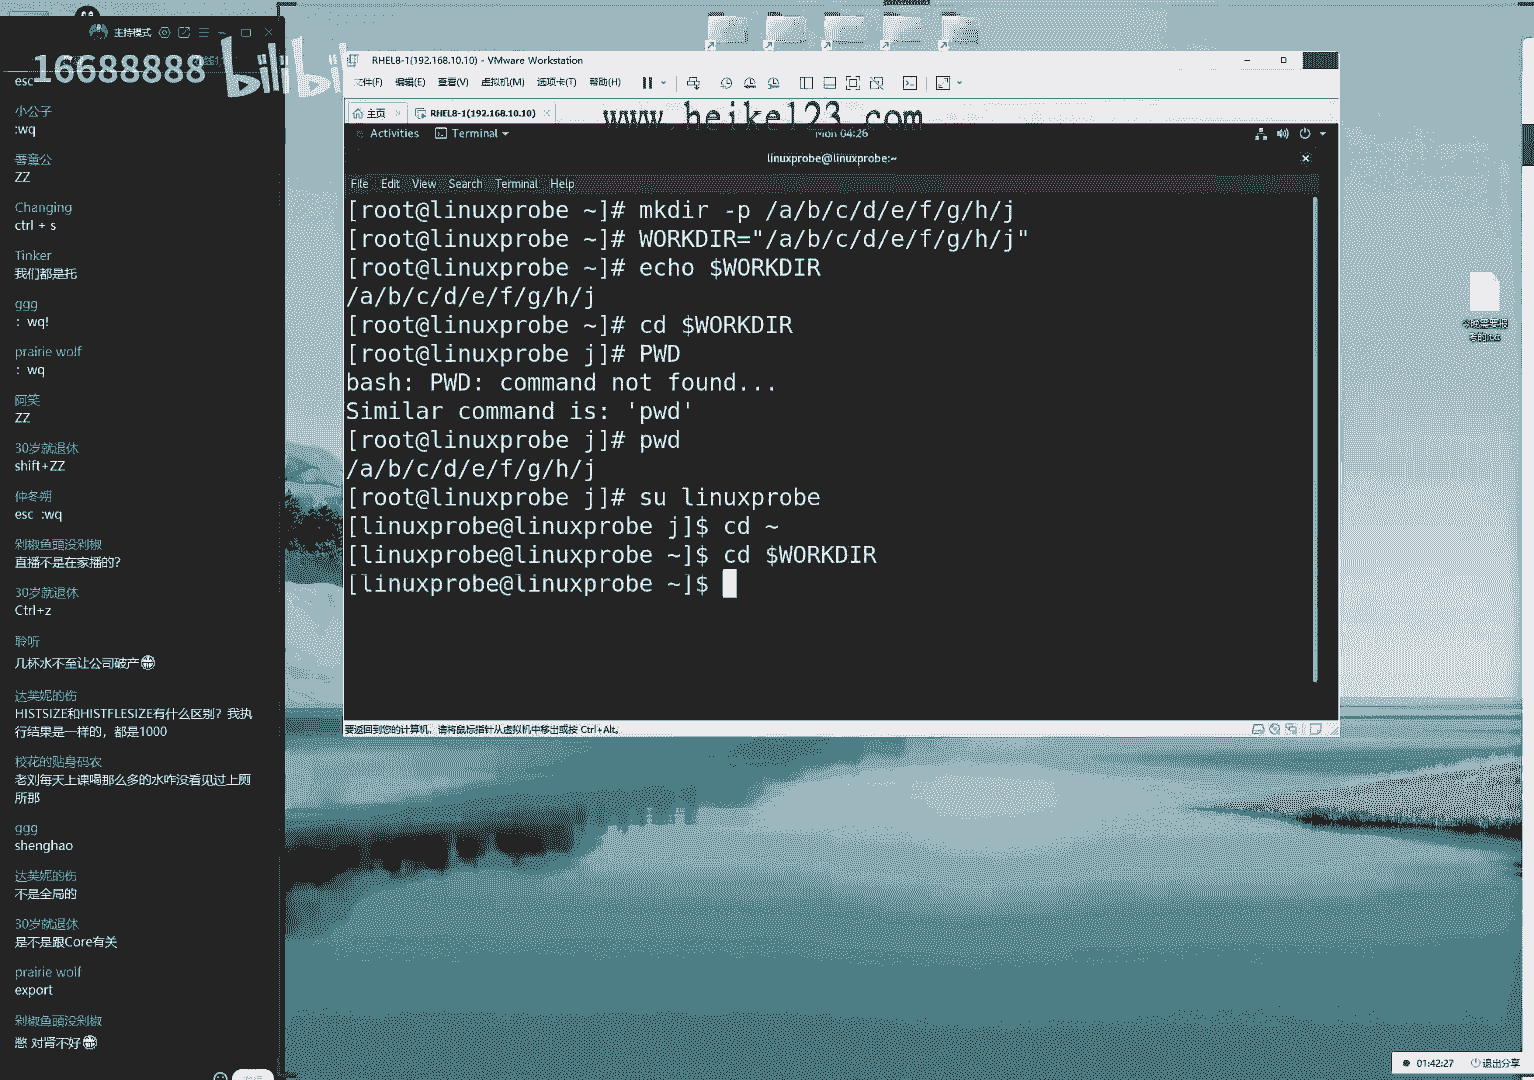 主持模式
16688888
bilibi
esc
小公子
:wq
善童公
ZZ
Changing
ctrl + s
Tinker
我们都是托
ggg
：wq!
prairie wolf
：wq
阿笑
ZZ
30岁就退休
shift+ZZ
仲冬朔
esc :wq
剁椒鱼頭没剁椒
直播不是在家播的?
30岁就退休
Ctrl+z
聆听
几杯水不至让公司破产
达芙妮的伤
HISTSIZE和HISTFLESIZE有什么区别？我执
行结果是一样的，都是1000
校花的贴身码农
老刘每天上课喝那么多的水咋没看见过上厕
所那
ggg
shenghao
达芙妮的伤
不是全局的
30岁就退休
是不是跟Core有关
prairie wolf
export
剁椒鱼頭没剁椒
憋 对肾不好
RHEL8-1(192.168.10.10) - VMware Workstation
文件(F) 编辑(E) 查看(V) 虚拟机(M) 选项卡(T) 帮助(H)
主页 RHEL8-1(192.168.10.10)
www.heike123.com
Activities Terminal Mon 04:26
linuxprobe@linuxprobe:~
File Edit View Search Terminal Help
[root@linuxprobe ~]# mkdir -p /a/b/c/d/e/f/g/h/j
[root@linuxprobe ~]# WORKDIR="/a/b/c/d/e/f/g/h/j"
[root@linuxprobe ~]# echo $WORKDIR
/a/b/c/d/e/f/g/h/j
[root@linuxprobe ~]# cd $WORKDIR
[root@linuxprobe j]# PWD
bash: PWD: command not found...
Similar command is: 'pwd'
[root@linuxprobe j]# pwd
/a/b/c/d/e/f/g/h/j
[root@linuxprobe j]# su linuxprobe
[linuxprobe@linuxprobe j]$ cd ~
[linuxprobe@linuxprobe ~]$ cd $WORKDIR
[linuxprobe@linuxprobe ~]$
要返回到您的计算机，请将鼠标指针从虚拟机中移出或按 Ctrl+Alt。
01:42:27 退出分享